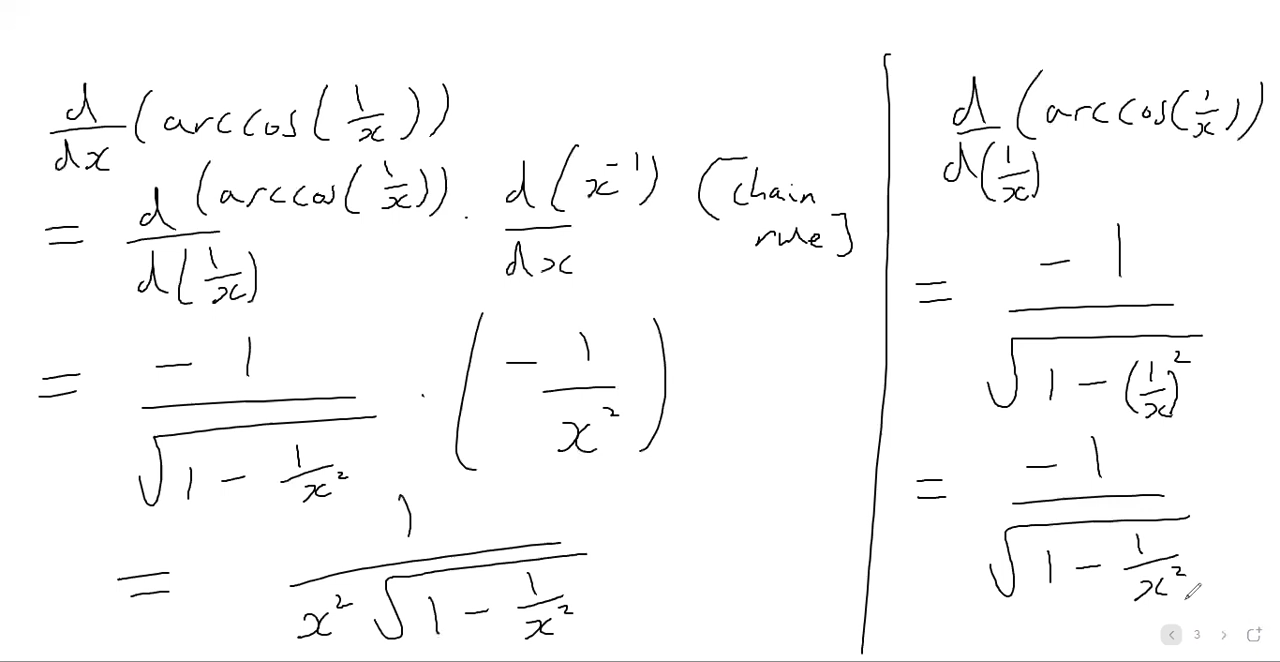 d/dx (arccos(1/x))
= d/d(1/x) (arccos(1/x)) · d/dx (x⁻¹) (Chain rule]
= -1/√(1 - 1/x²) · (- 1/x²)
= 1/(x²√(1 - 1/x²))
d/d(1/x) (arccos(1/x))
= -1/√(1 - (1/x)²)
= -1/√(1 - 1/x²)
< 3 >